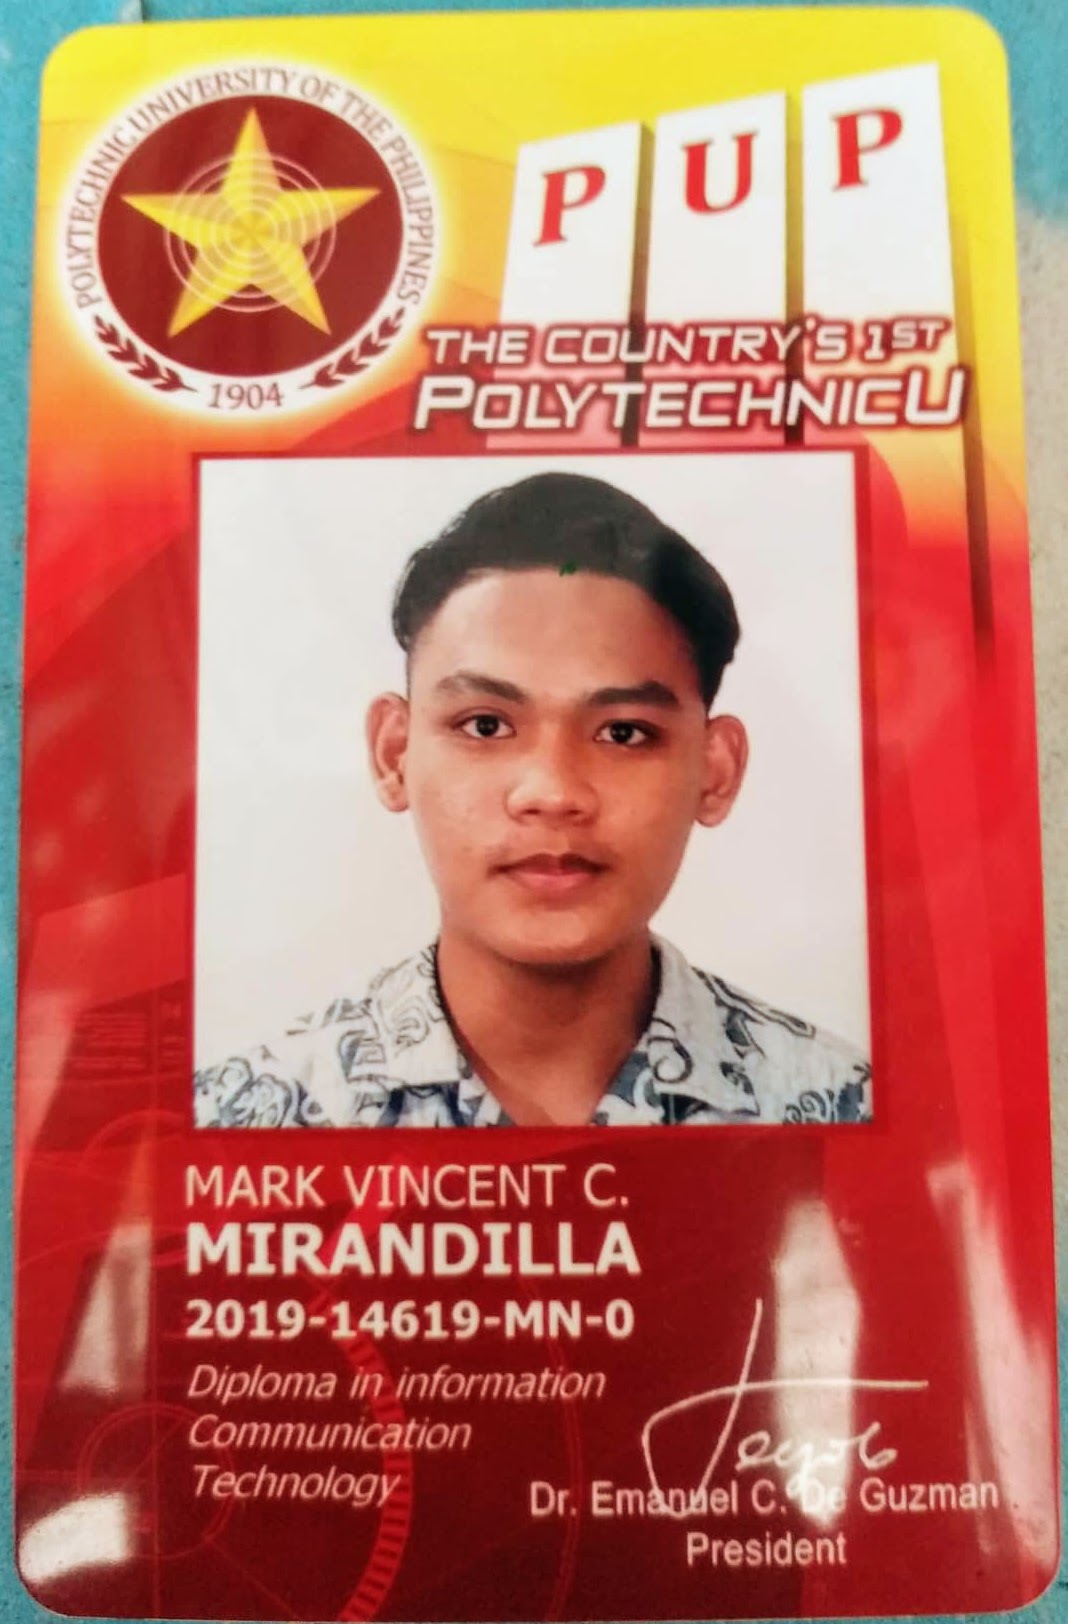 POLYTECHNIC UNIVERSITY OF THE PHILIPPINES
1904
P U P
THE COUNTRY'S 1ST
POLYTECHNICU
MARK VINCENT C.
MIRANDILLA
2019-14619-MN-0
Diploma in information
Communication
Technology
Dr. Emanuel C. De Guzman
President